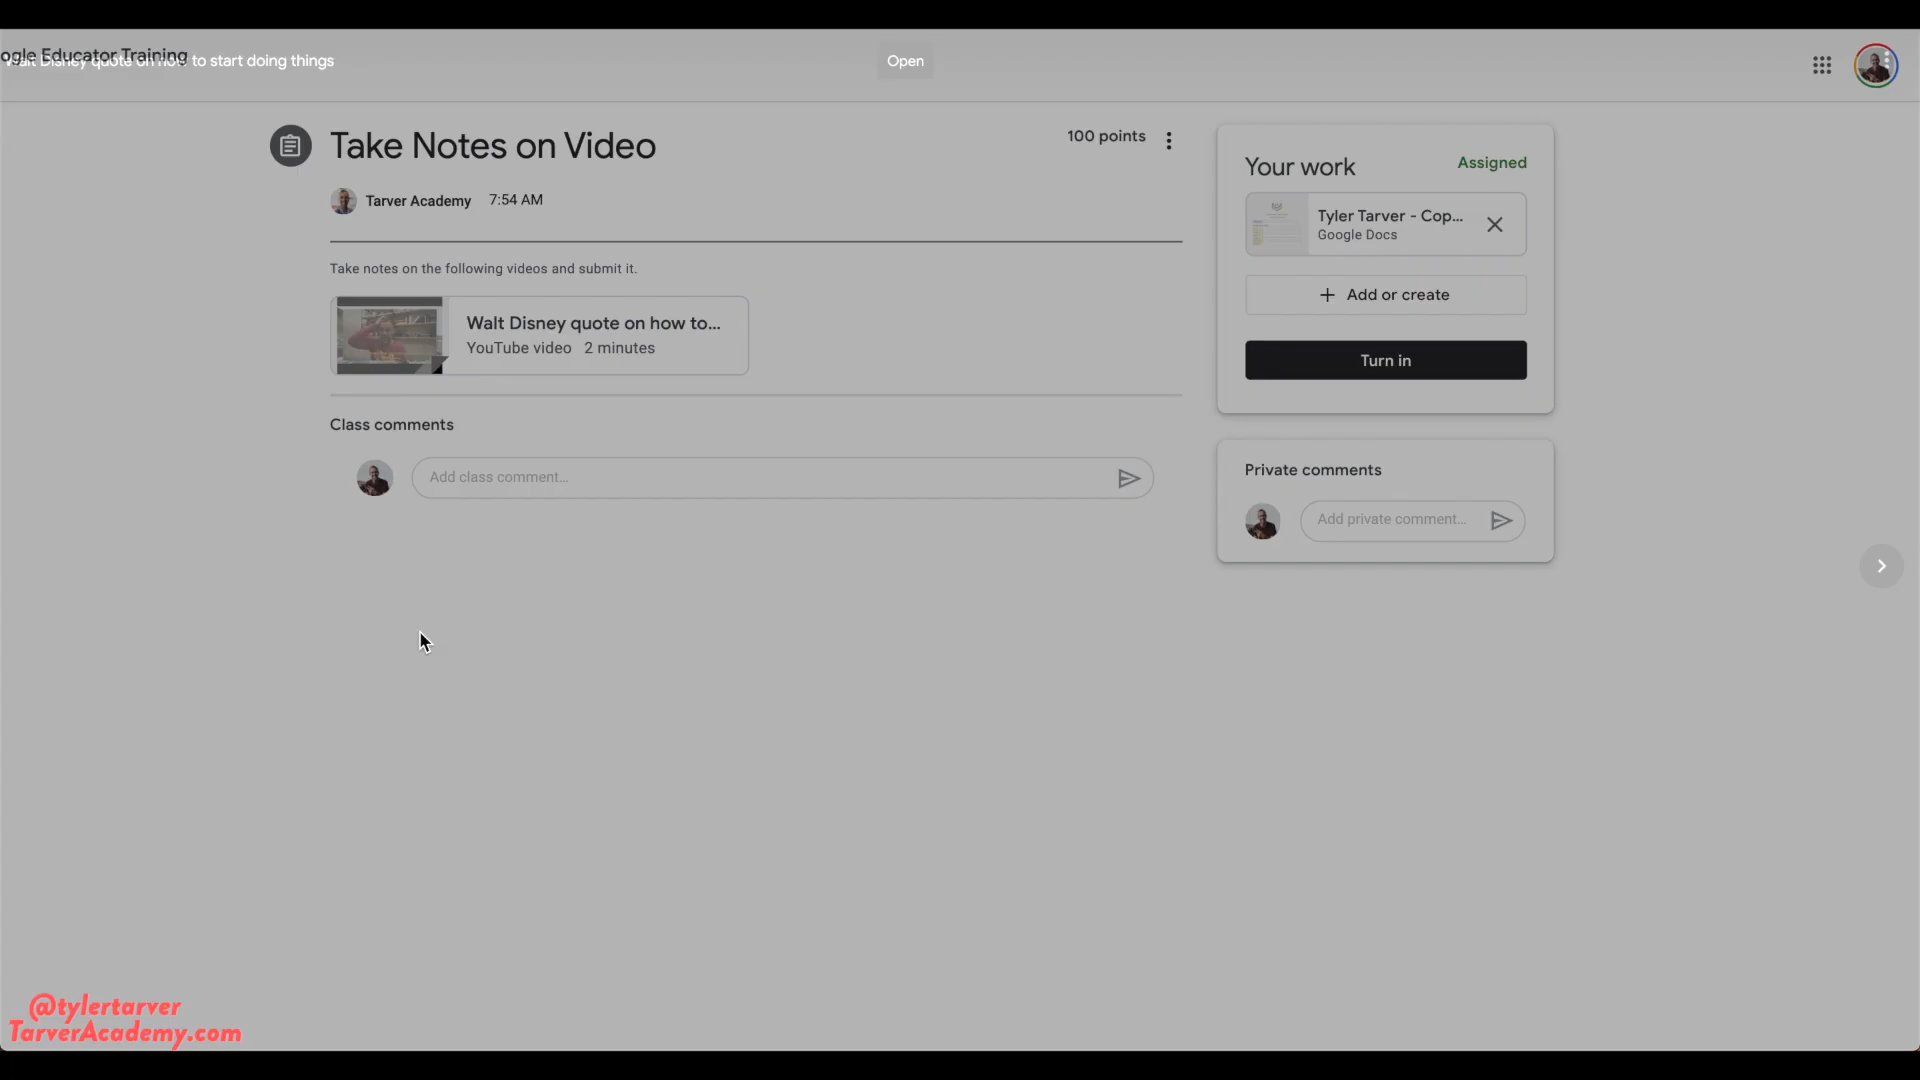 ogle Educator Training
Walt Disney quote on how to start doing things
Open
Take Notes on Video
100 points
Tarver Academy 7:54 AM
Take notes on the following videos and submit it.
Walt Disney quote on how to...
YouTube video 2 minutes
Class comments
Add class comment...
Your work
Assigned
Tyler Tarver - Cop...
Google Docs
+ Add or create
Turn in
Private comments
Add private comment...
@tylertarver
TarverAcademy.com